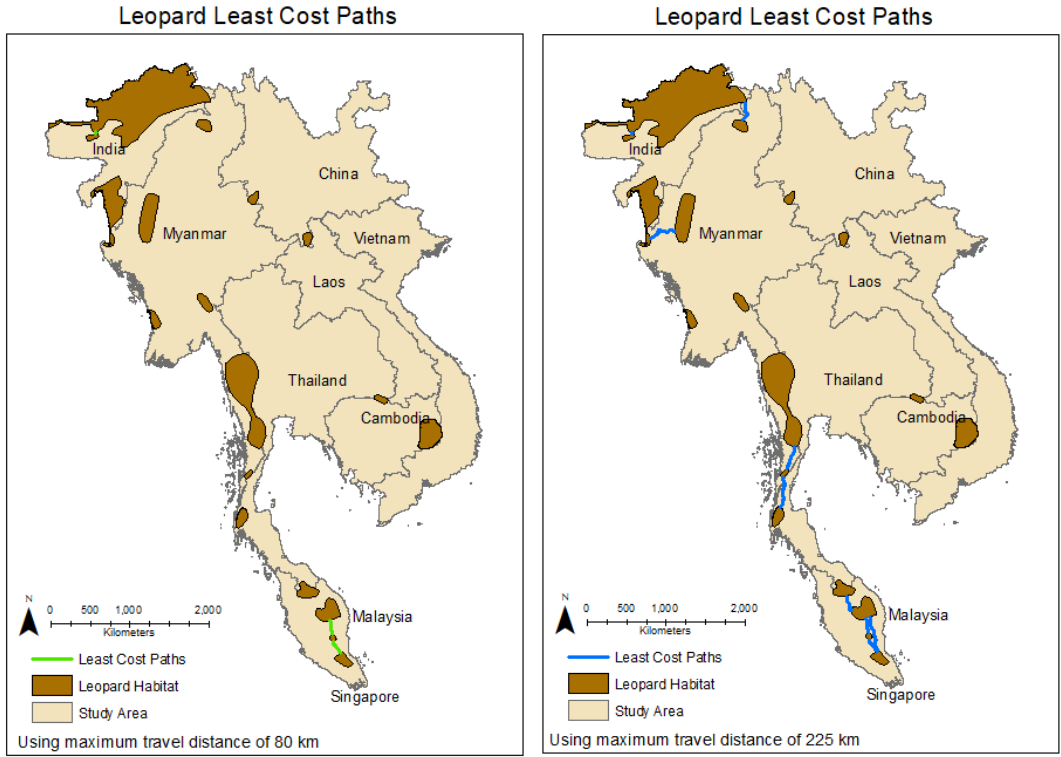 Leopard Least Cost Paths
India
China
Myanmar
Vietnam
Laos
Thailand
Cambodia
Malaysia
Singapore
N
0 500 1,000 2,000
Kilometers
Least Cost Paths
Leopard Habitat
Study Area
Using maximum travel distance of 80 km
Leopard Least Cost Paths
India
China
Myanmar
Vietnam
Laos
Thailand
Cambodia
Malaysia
Singapore
N
0 500 1,000 2,000
Kilometers
Least Cost Paths
Leopard Habitat
Study Area
Using maximum travel distance of 225 km